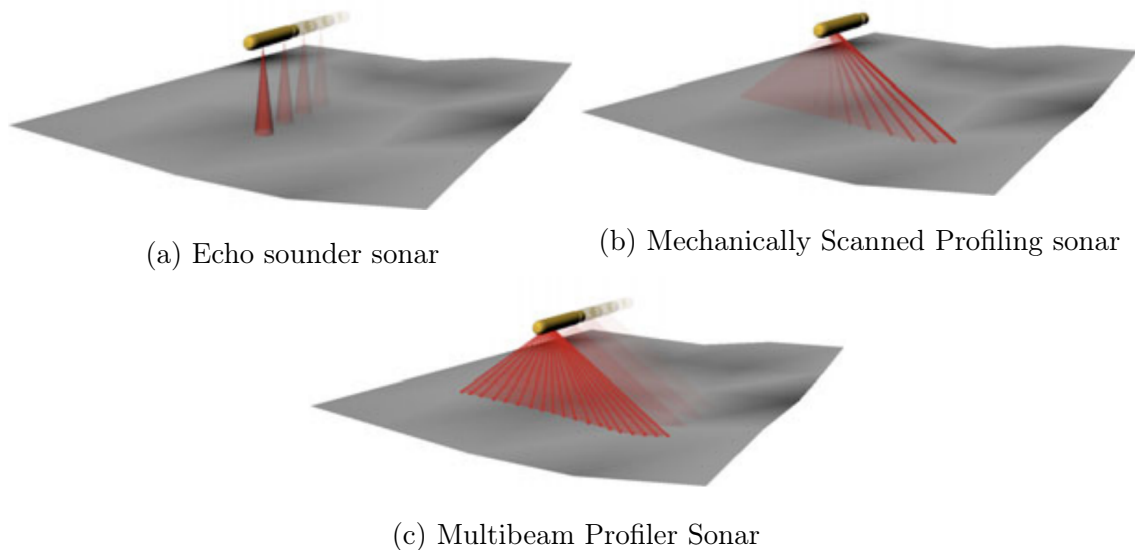 (a) Echo sounder sonar
(b) Mechanically Scanned Profiling sonar
(c) Multibeam Profiler Sonar